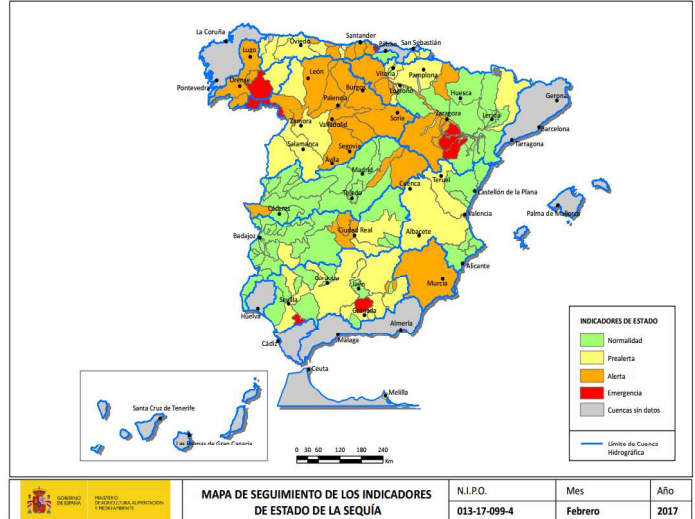 La Coruña
Lugo
Oviedo
Santander
Bilbao
San Sebastián
Pontevedra
Orense
León
Vitoria
Pamplona
Burgos
Logroño
Palencia
Huesca
Gerona
Zamora
Valladolid
Soria
Zaragoza
Lérida
Barcelona
Tarragona
Salamanca
Segovia
Ávila
Madrid
Teruel
Cuenca
Castellón de la Plana
Toledo
Cáceres
Valencia
Palma de Mallorca
Badajoz
Ciudad Real
Albacete
Alicante
Córdoba
Jaén
Murcia
Sevilla
Huelva
Granada
Almería
Cádiz
Málaga
Ceuta
Melilla
Santa Cruz de Tenerife
Las Palmas de Gran Canaria
0 30 60 120 180 240
Km
INDICADORES DE ESTADO
Normalidad
Prealerta
Alerta
Emergencia
Cuencas sin datos
Límite de Cuenca
Hidrográfica
GOBIERNO
DE ESPAÑA
MINISTERIO
DE AGRICULTURA, ALIMENTACIÓN
Y MEDIO AMBIENTE
MAPA DE SEGUIMIENTO DE LOS INDICADORES
DE ESTADO DE LA SEQUÍA
N.I.P.O.
013-17-099-4
Mes
Febrero
Año
2017